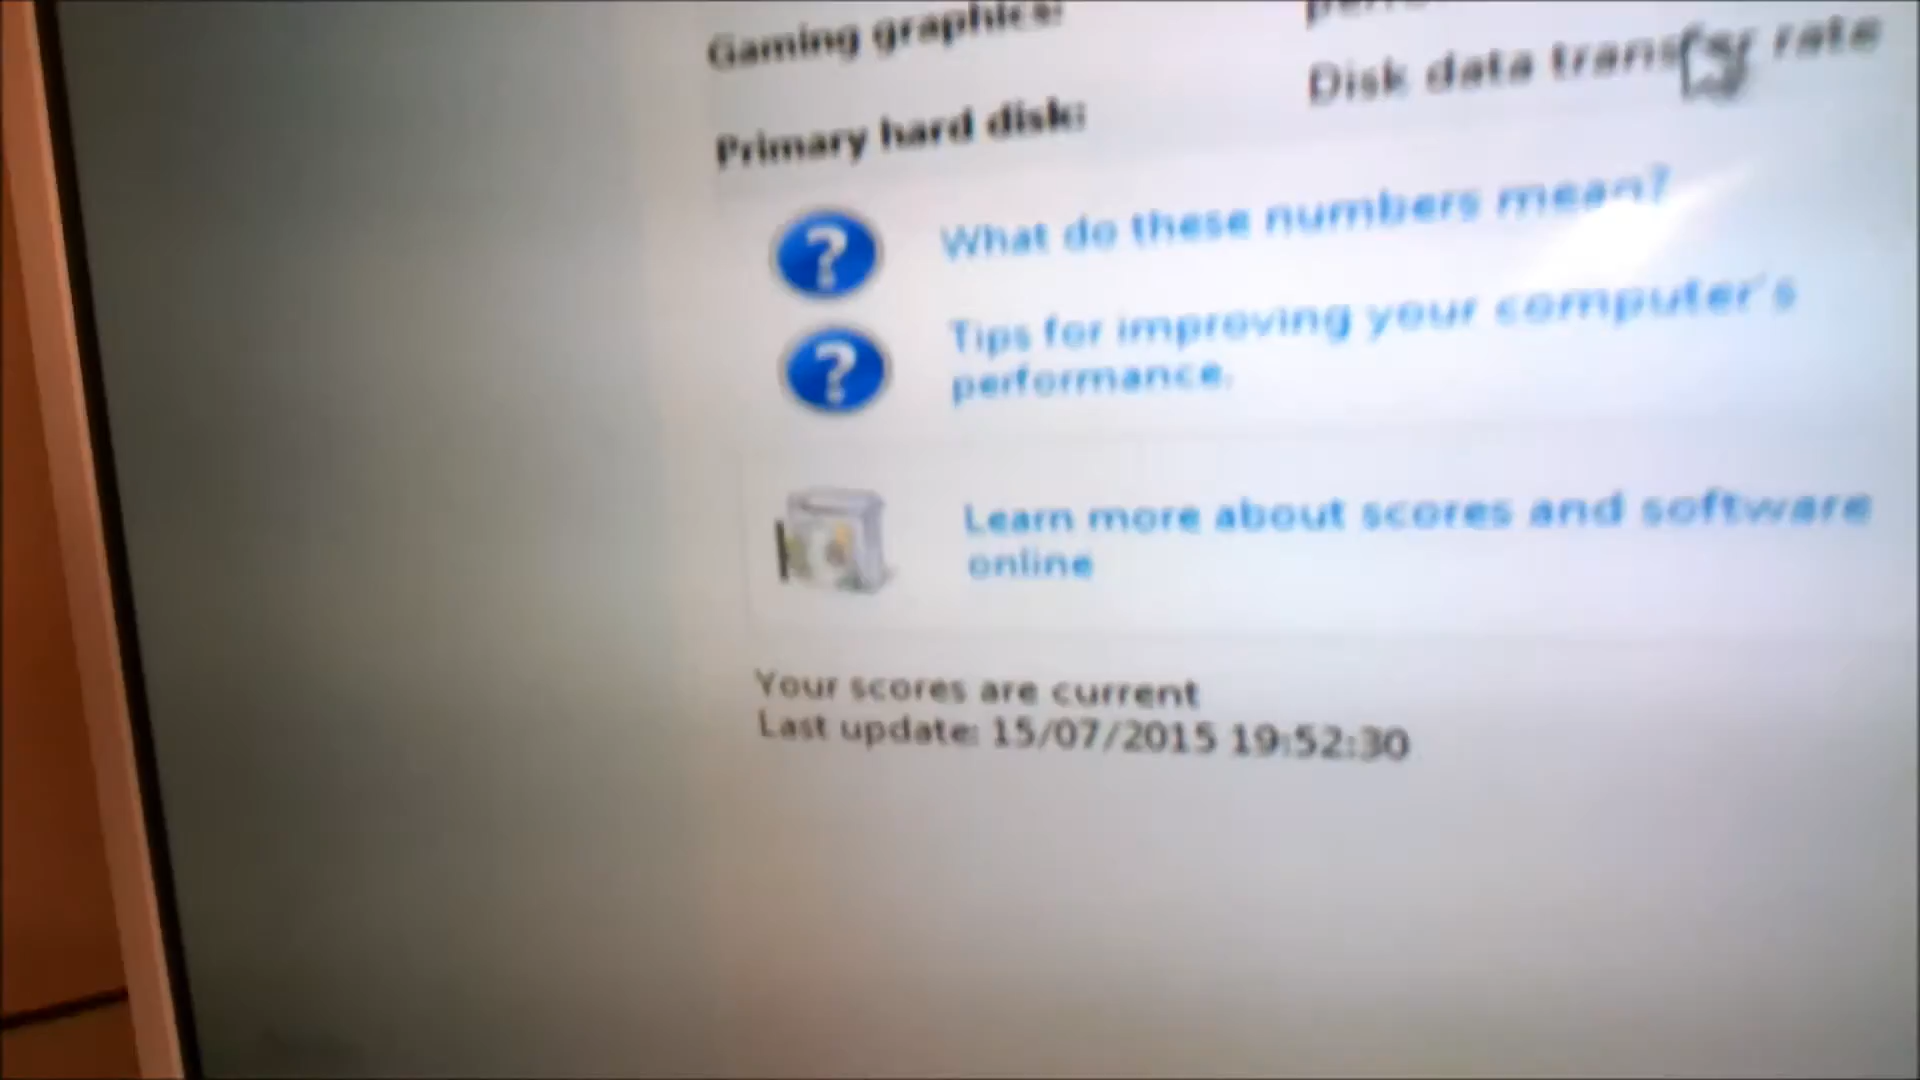 Gaming graphics:
Disk data transfer rate
Primary hard disk:
What do these numbers mean?
Tips for improving your computer's
performance.
Learn more about scores and software
online
Your scores are current
Last update: 15/07/2015 19:52:30